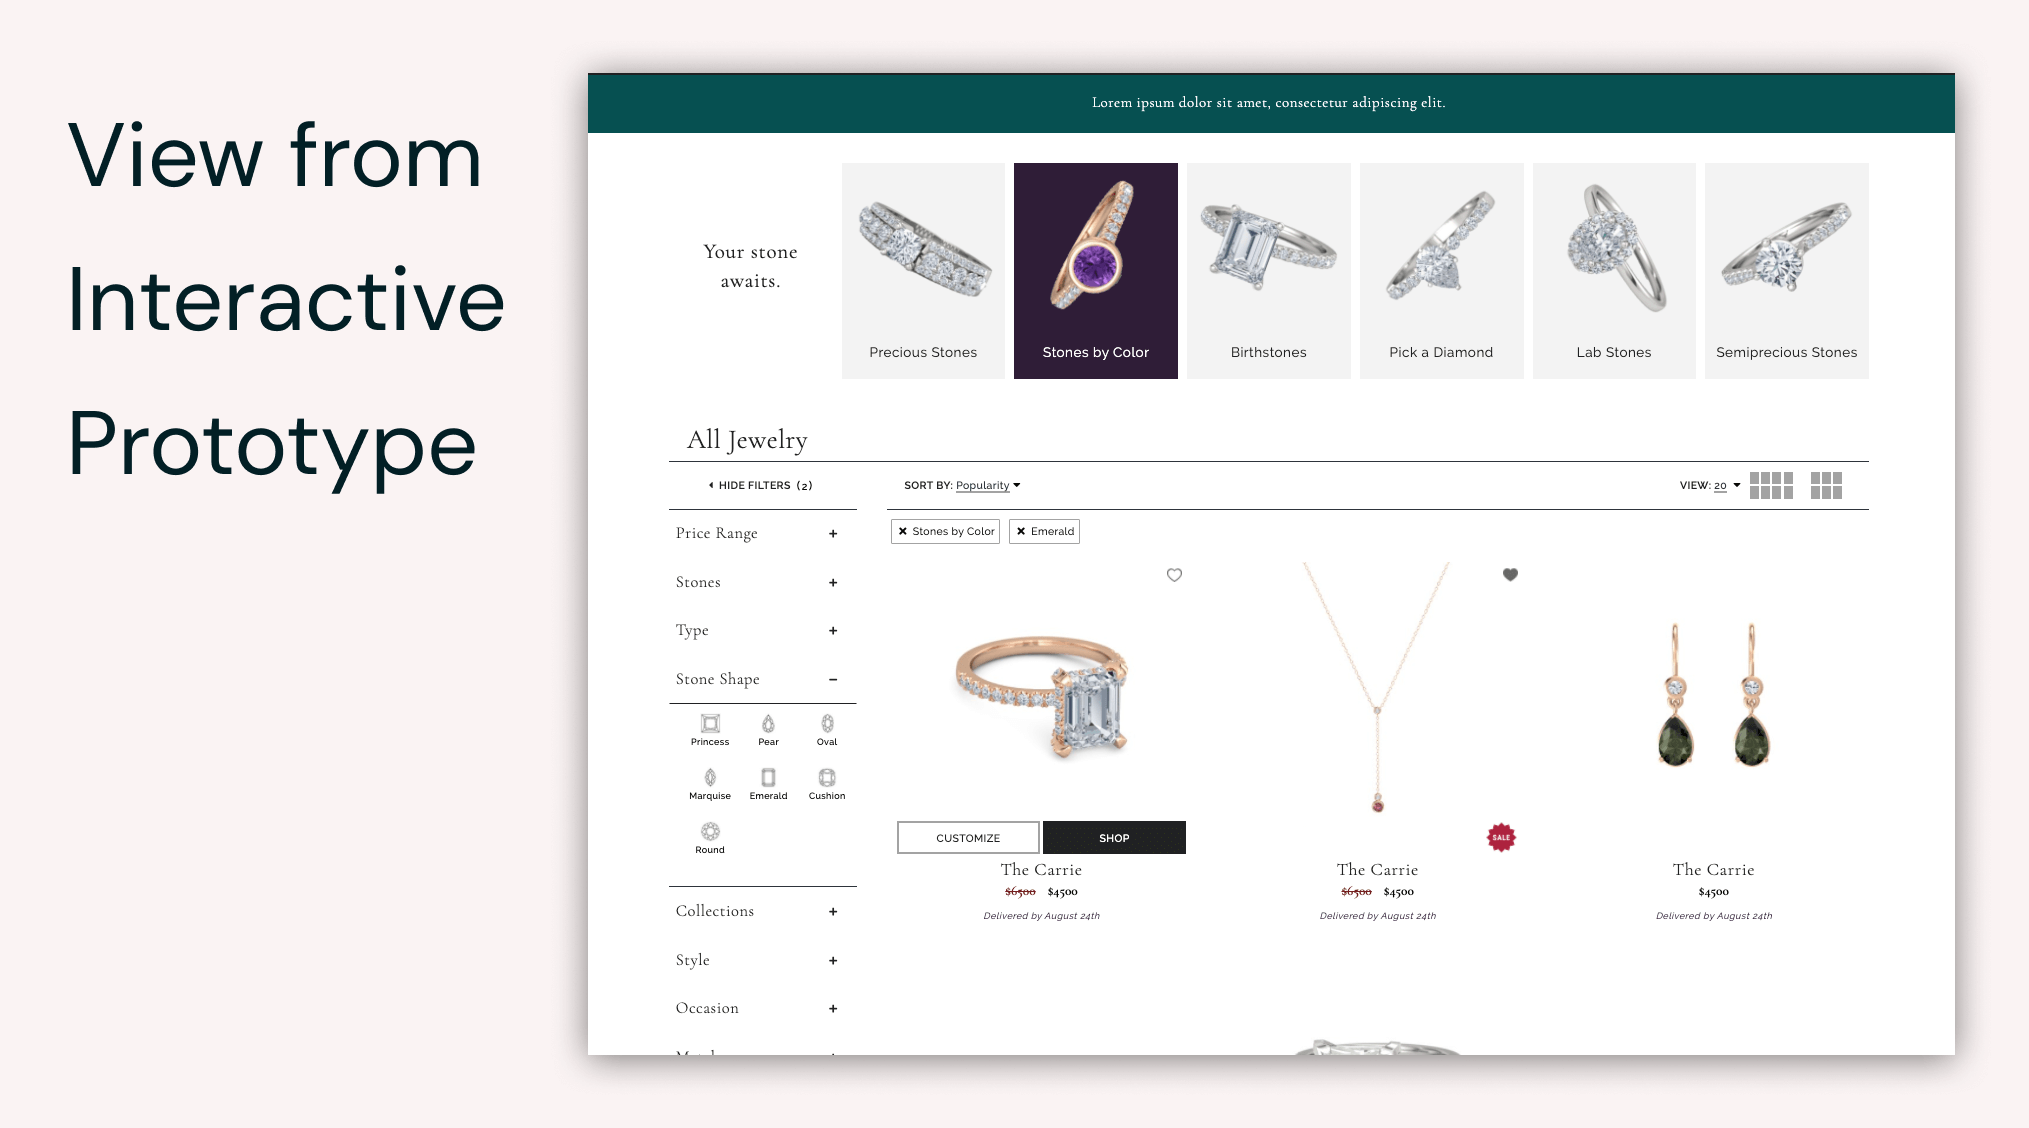 View from
Interactive
Prototype
Lorem ipsum dolor sit amet, consectetur adipiscing elit.
Your stone
awaits.
Precious Stones
Stones by Color
Birthstones
Pick a Diamond
Lab Stones
Semiprecious Stones
All Jewelry
HIDE FILTERS (2)
SORT BY: Popularity
VIEW: 20
Stones by Color
Emerald
Price Range +
Stones +
Type +
Stone Shape –
Princess
Pear
Oval
Marquise
Emerald
Cushion
Round
Collections +
Style +
Occasion +
CUSTOMIZE
SHOP
The Carrie
$6500 $4500
Delivered by August 24th
SALE
The Carrie
$6500 $4500
Delivered by August 24th
The Carrie
$4500
Delivered by August 24th